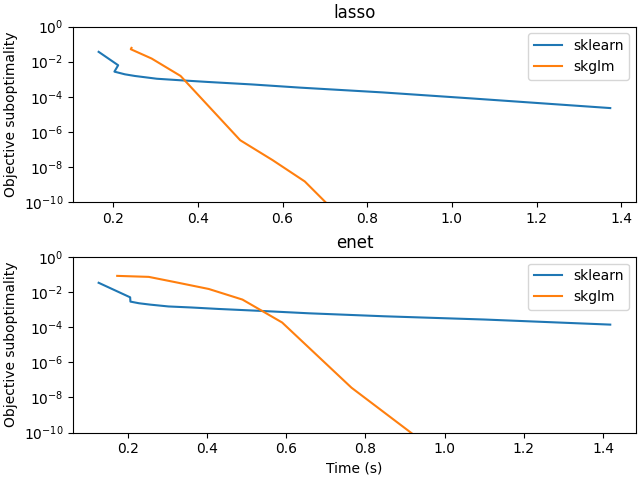 lasso
Objective suboptimality
10^0
10^−2
10^−4
10^−6
10^−8
10^−10
sklearn
skglm
0.2 0.4 0.6 0.8 1.0 1.2 1.4
enet
Objective suboptimality
10^0
10^−2
10^−4
10^−6
10^−8
10^−10
sklearn
skglm
0.2 0.4 0.6 0.8 1.0 1.2 1.4
Time (s)